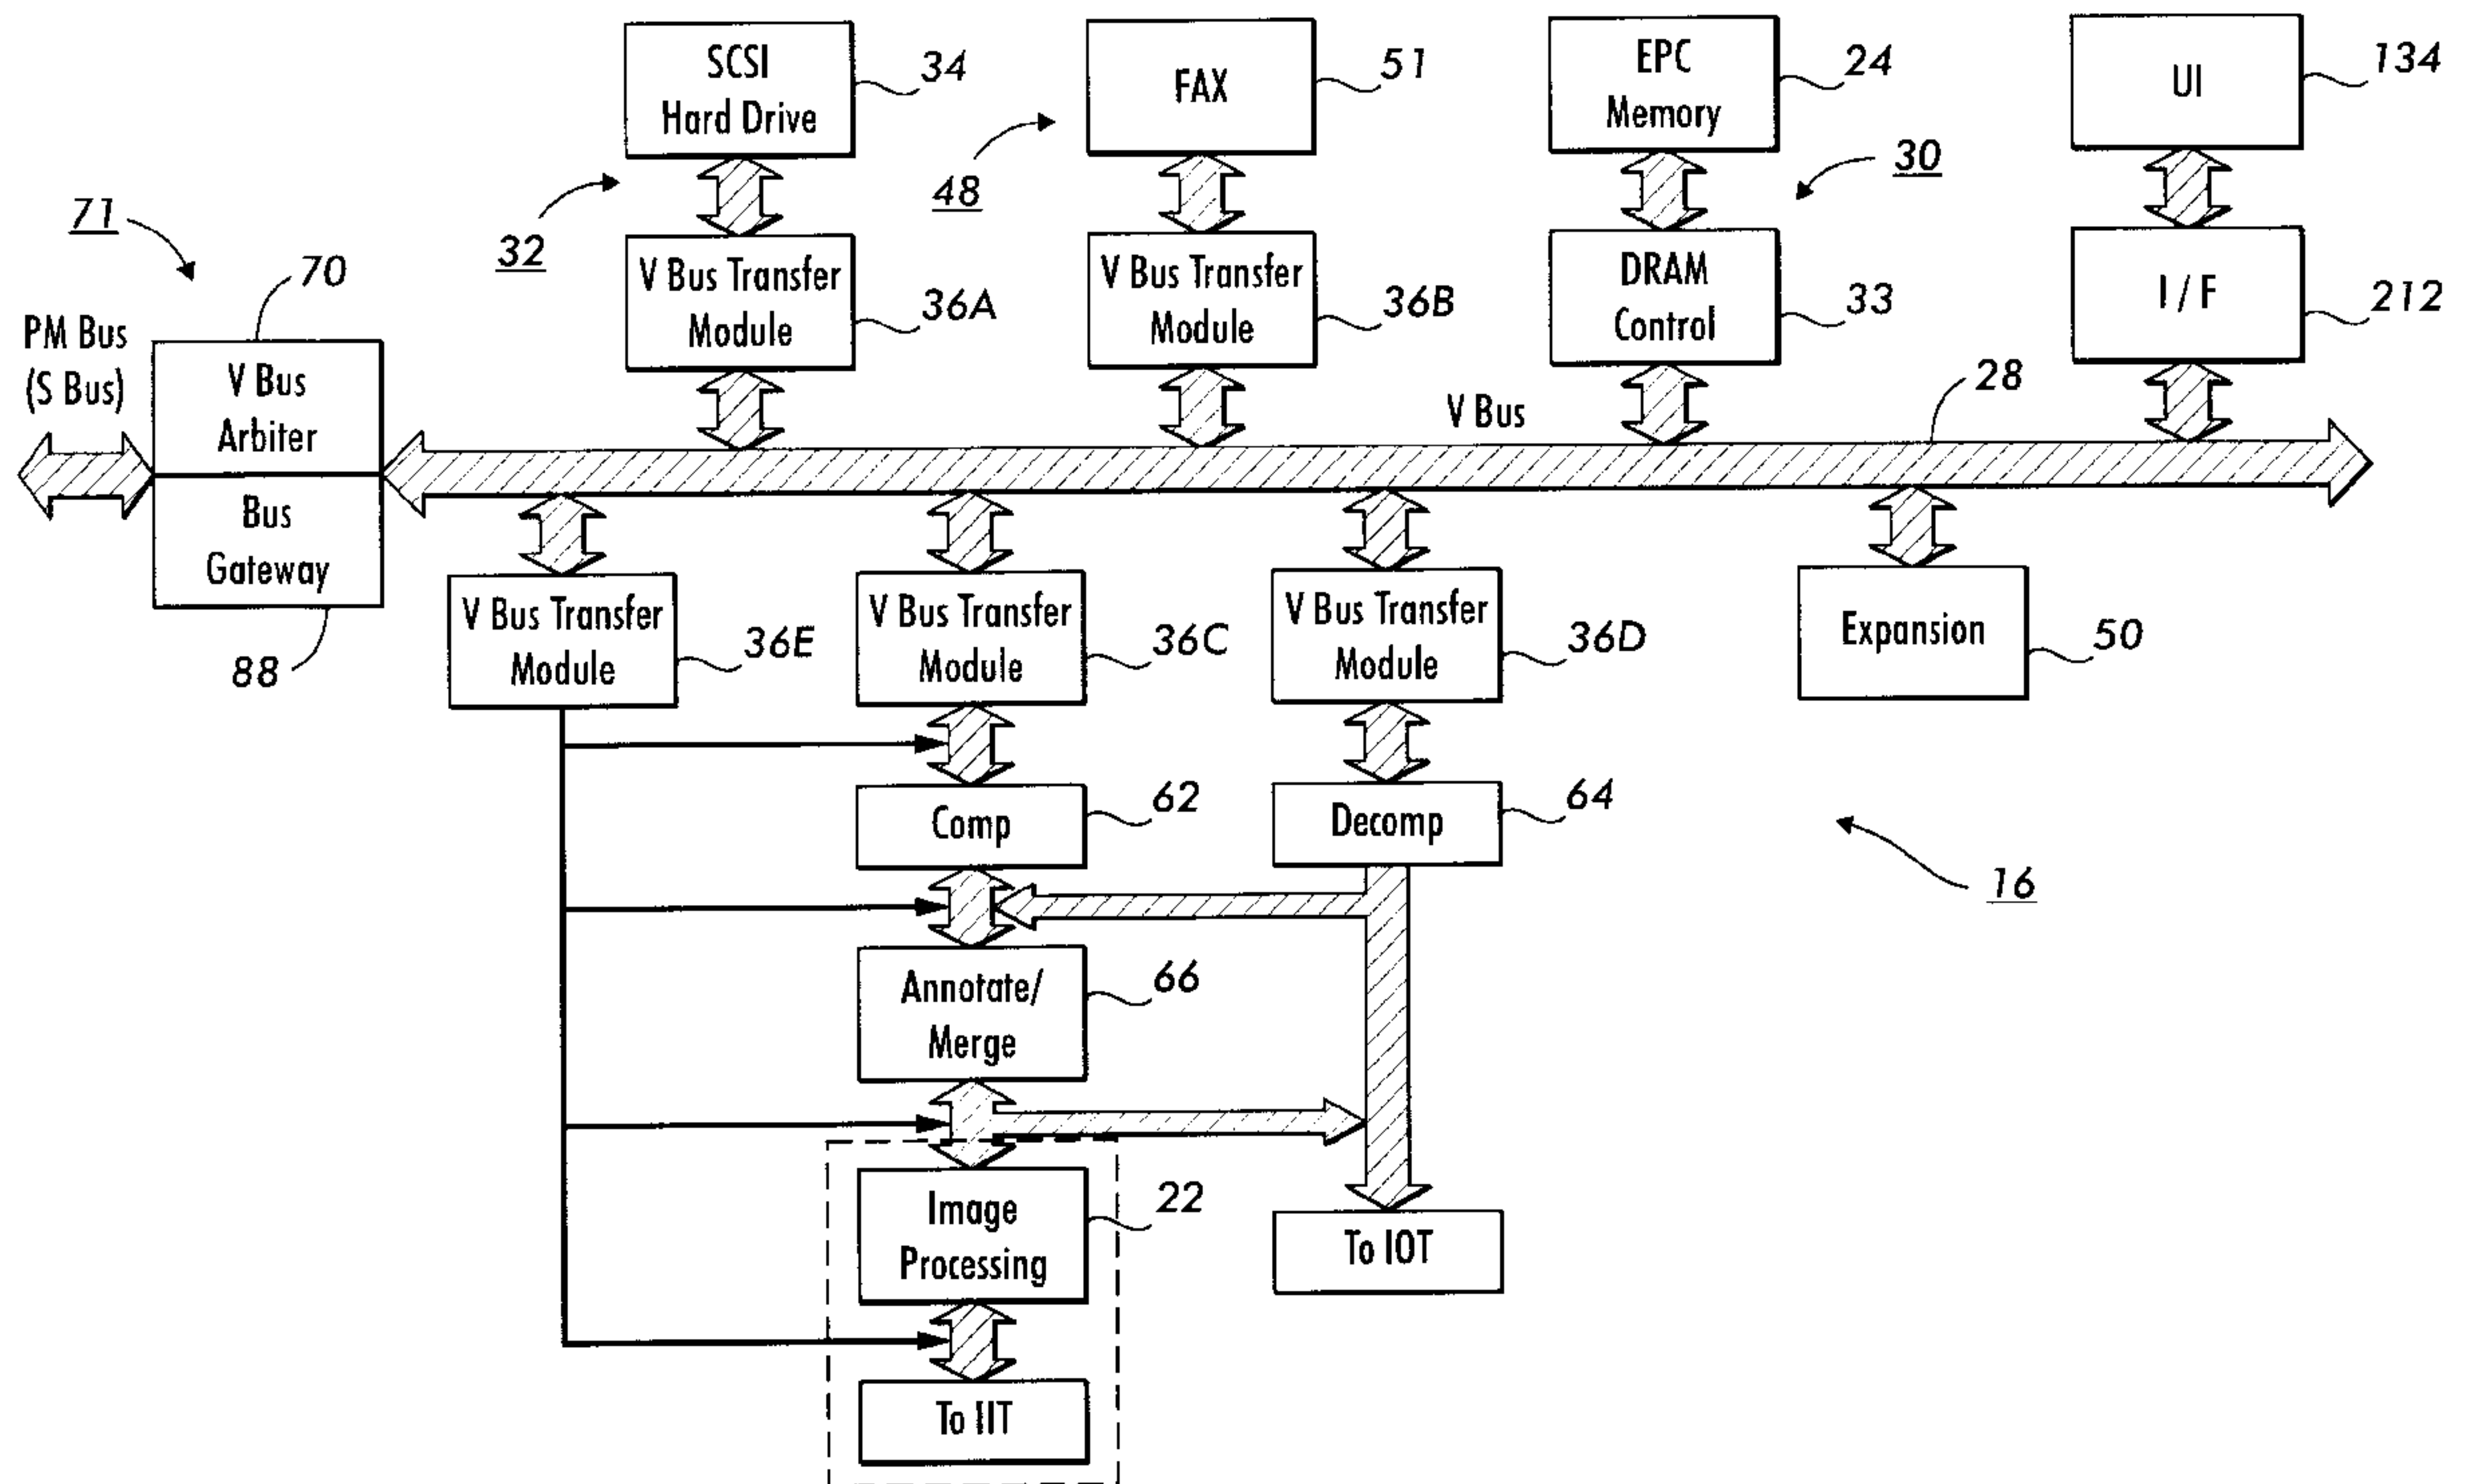 SCSI
Hard Drive
34
FAX
51
EPC
Memory
24
UI
134
32
48
30
71
70
PM Bus
(S Bus)
V Bus
Arbiter
Bus
Gateway
88
V Bus Transfer
Module
36A
V Bus Transfer
Module
36B
DRAM
Control
33
I / F
212
V Bus
28
V Bus Transfer
Module
36E
V Bus Transfer
Module
36C
V Bus Transfer
Module
36D
Expansion
50
Comp
62
Decomp
64
16
Annotate/
Merge
66
Image
Processing
22
To IOT
To IIT